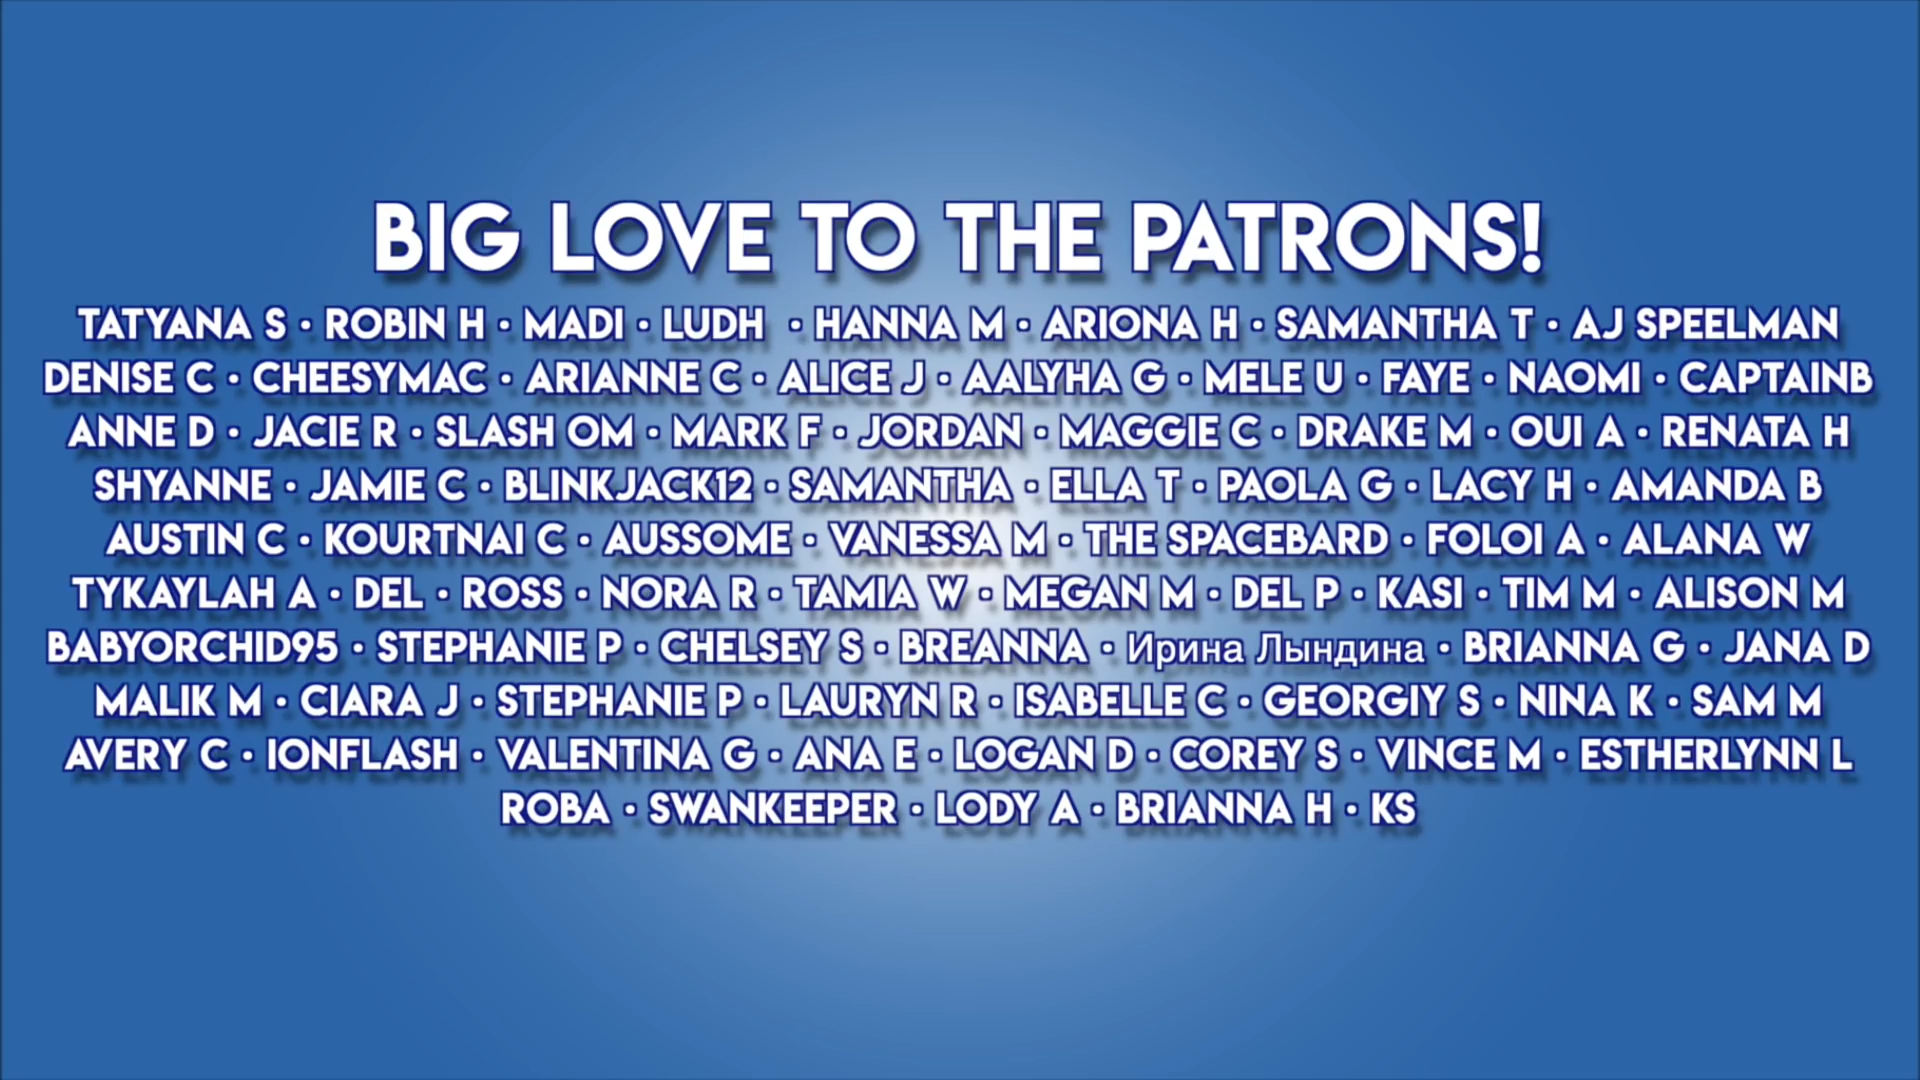 BIG LOVE TO THE PATRONS!
TATYANA S • ROBIN H • MADI • LUDH • HANNA M • ARIONA H • SAMANTHA T • AJ SPEELMAN
DENISE C • CHEESYMAC • ARIANNE C • ALICE J • AALYHA G • MELE U • FAYE • NAOMI • CAPTAINB
ANNE D • JACIE R • SLASH OM • MARK F • JORDAN • MAGGIE C • DRAKE M • OUI A • RENATA H
SHYANNE • JAMIE C • BLINKJACK12 • SAMANTHA • ELLA T • PAOLA G • LACY H • AMANDA B
AUSTIN C • KOURTNAI C • AUSSOME • VANESSA M • THE SPACEBARD • FOLOI A • ALANA W
TYKAYLAH A • DEL • ROSS • NORA R • TAMIA W • MEGAN M • DEL P • KASI • TIM M • ALISON M
BABYORCHID95 • STEPHANIE P • CHELSEY S • BREANNA • Ирина Лындина • BRIANNA G • JANA D
MALIK M • CIARA J • STEPHANIE P • LAURYN R • ISABELLE C • GEORGIY S • NINA K • SAM M
AVERY C • IONFLASH • VALENTINA G • ANA E • LOGAN D • COREY S • VINCE M • ESTHERLYNN L
ROBA • SWANKEEPER • LODY A • BRIANNA H • KS